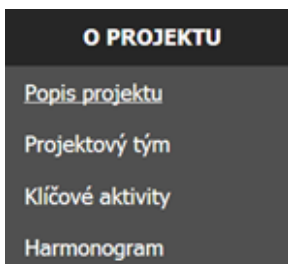 O PROJEKTU
Popis projektu
Projektový tým
Klíčové aktivity
Harmonogram